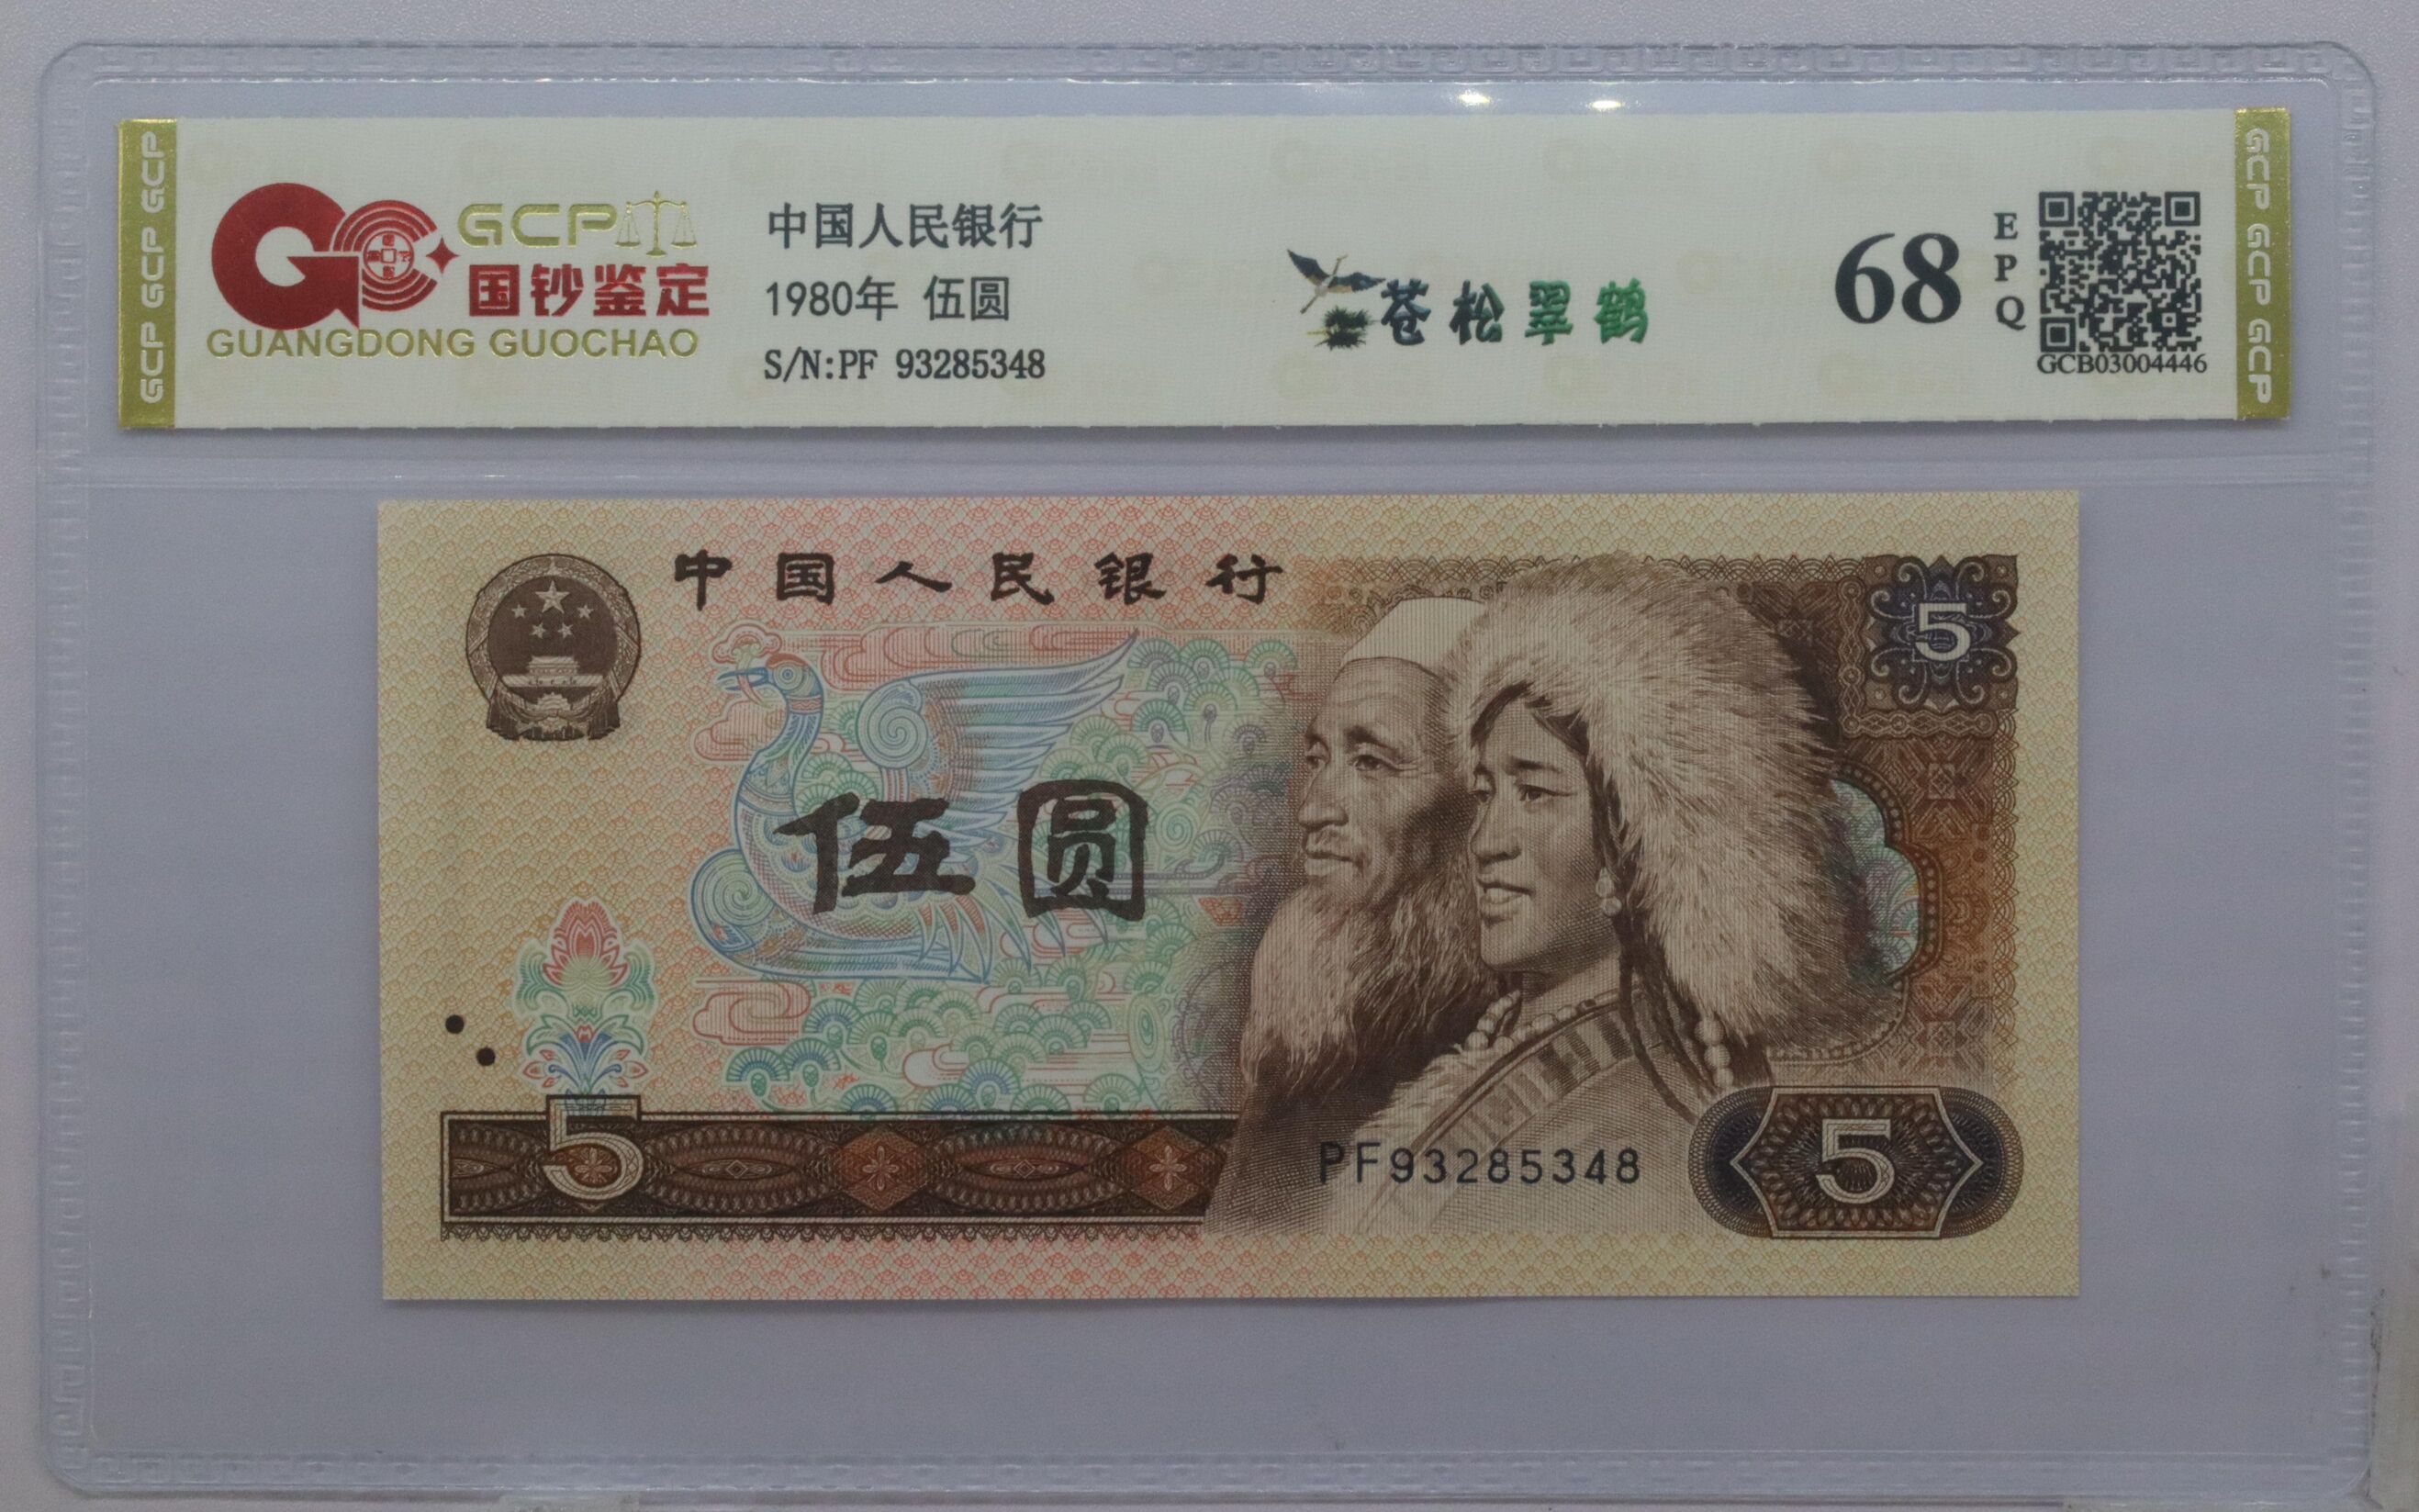 GCP GCP GCP
GCP
国钞鉴定
GUANGDONG GUOCHAO
中国人民银行
1980年 伍圆
S/N:PF 93285348
苍松翠鹤
68
EPQ
GCB03004446
GCP GCP GCP
中国人民银行
5
伍圆
5
PF93285348
5